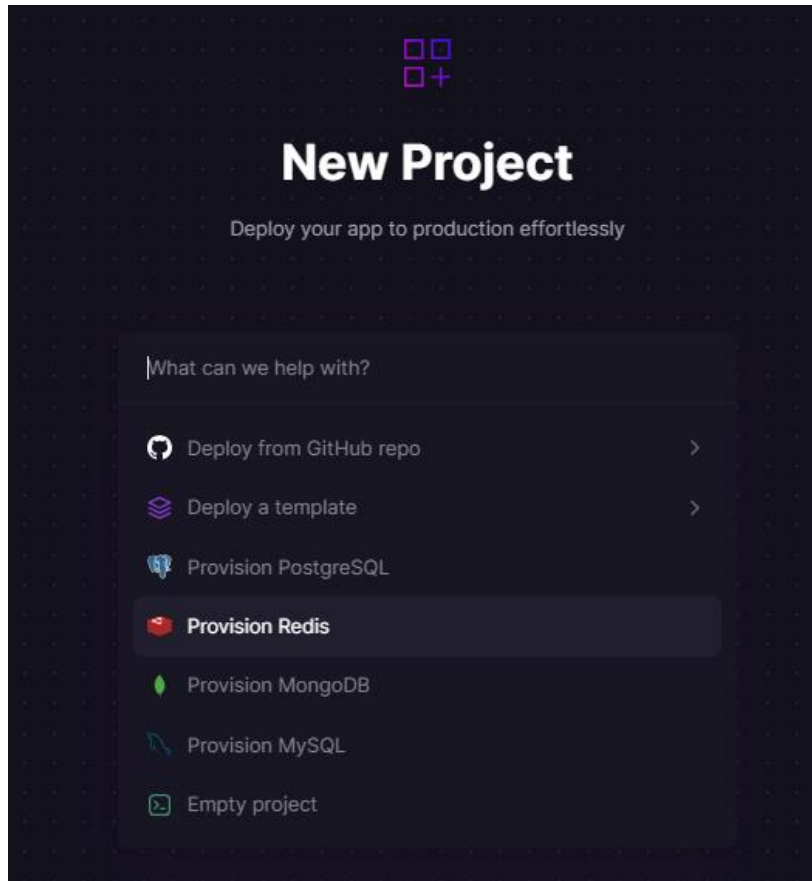 New Project
Deploy your app to production effortlessly
What can we help with?
Deploy from GitHub repo
Deploy a template
Provision PostgreSQL
Provision Redis
Provision MongoDB
Provision MySQL
Empty project